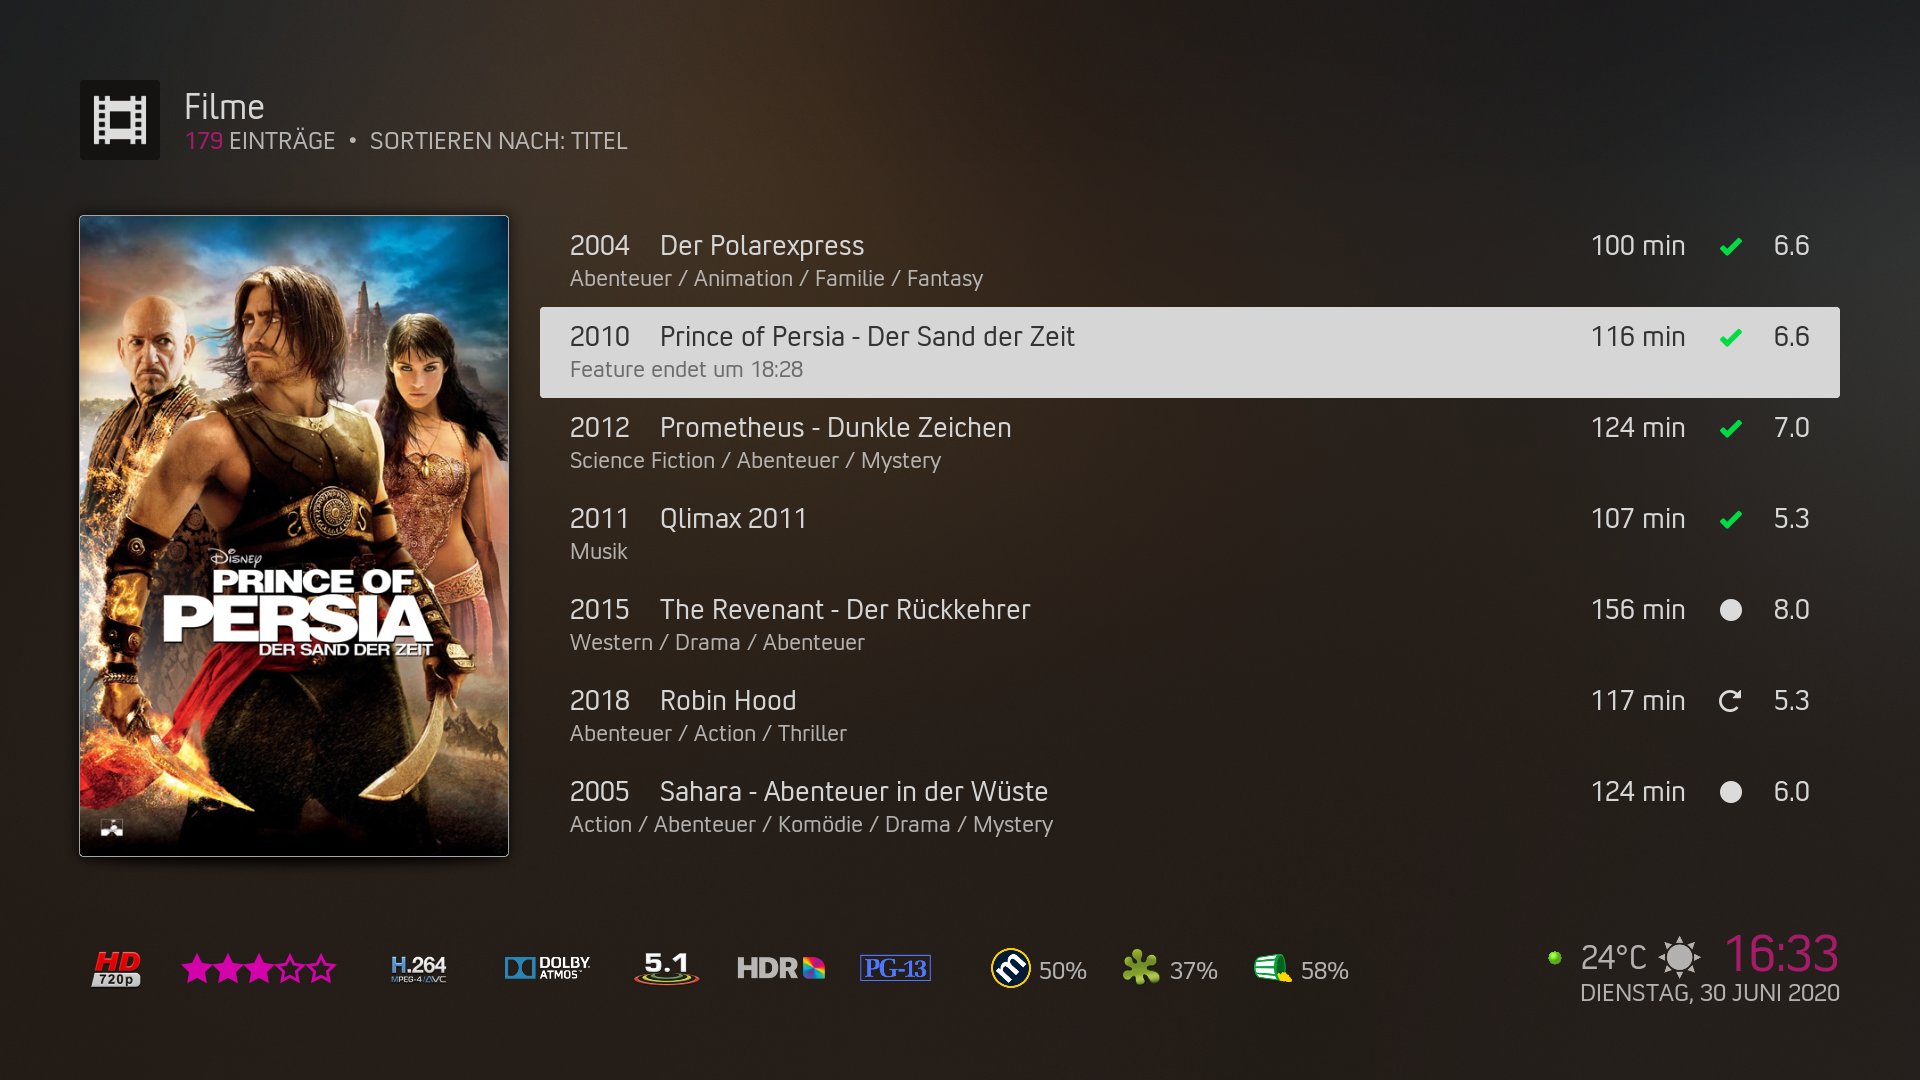 Filme
179 EINTRÄGE • SORTIEREN NACH: TITEL
DISNEY
PRINCE OF
PERSIA
DER SAND DER ZEIT
2004 Der Polarexpress 100 min 6.6
Abenteuer / Animation / Familie / Fantasy
2010 Prince of Persia - Der Sand der Zeit 116 min 6.6
Feature endet um 18:28
2012 Prometheus - Dunkle Zeichen 124 min 7.0
Science Fiction / Abenteuer / Mystery
2011 Qlimax 2011 107 min 5.3
Musik
2015 The Revenant - Der Rückkehrer 156 min 8.0
Western / Drama / Abenteuer
2018 Robin Hood 117 min 5.3
Abenteuer / Action / Thriller
2005 Sahara - Abenteuer in der Wüste 124 min 6.0
Action / Abenteuer / Komödie / Drama / Mystery
HD
720p
H.264
MPEG-4/AVC
DOLBY
ATMOS
5.1
HDR
PG-13
m 50%
37%
58%
24°C 16:33
DIENSTAG, 30 JUNI 2020